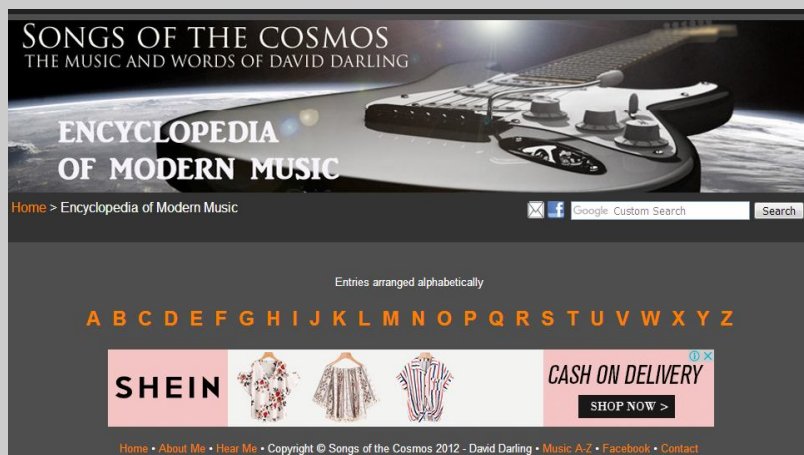 SONGS OF THE COSMOS
THE MUSIC AND WORDS OF DAVID DARLING
ENCYCLOPEDIA
OF MODERN MUSIC
Home > Encyclopedia of Modern Music
Google Custom Search Search
Entries arranged alphabetically
A B C D E F G H I J K L M N O P Q R S T U V W X Y Z
SHEIN
CASH ON DELIVERY
SHOP NOW >
Home • About Me • Hear Me • Copyright © Songs of the Cosmos 2012 - David Darling • Music A-Z • Facebook • Contact